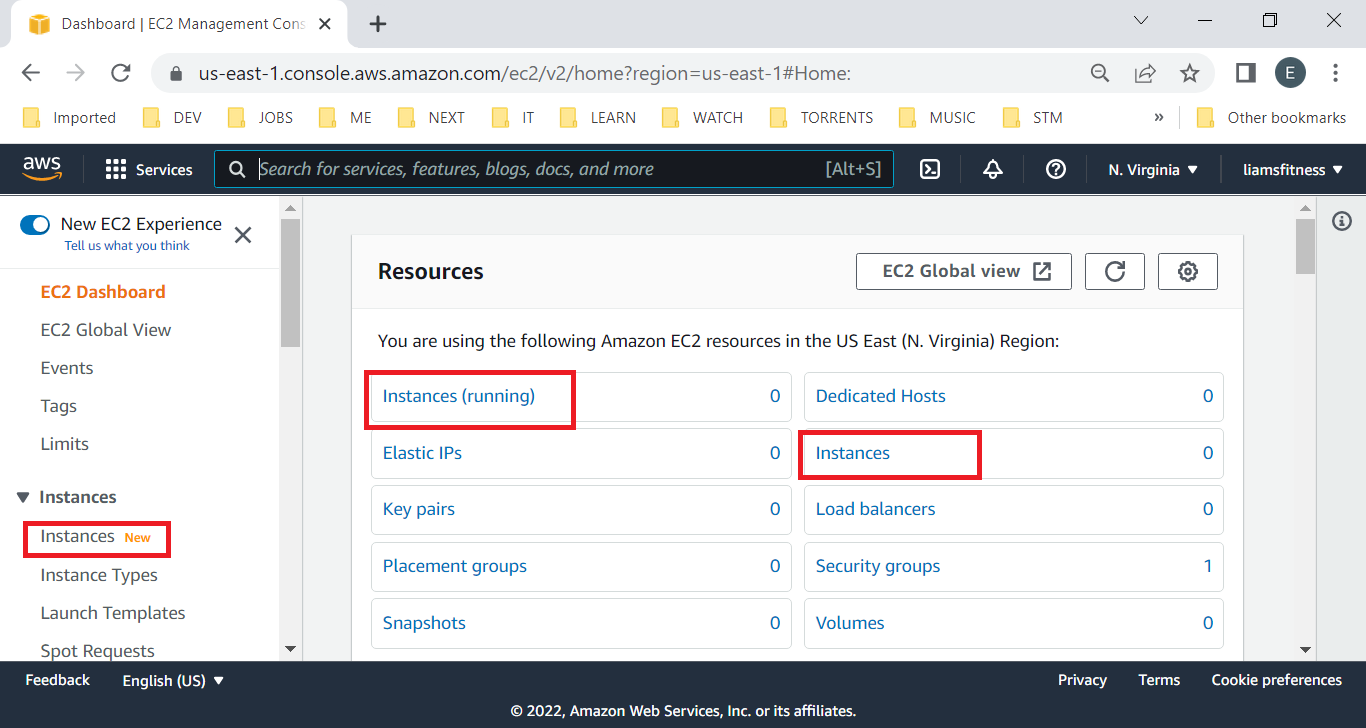 Dashboard | EC2 Management Cons
us-east-1.console.aws.amazon.com/ec2/v2/home?region=us-east-1#Home:
E
Imported DEV JOBS ME NEXT IT LEARN WATCH TORRENTS MUSIC STM » Other bookmarks
aws Services Search for services, features, blogs, docs, and more [Alt+S] N. Virginia liamsfitness
New EC2 Experience
Tell us what you think
EC2 Dashboard
EC2 Global View
Events
Tags
Limits
Instances
Instances New
Instance Types
Launch Templates
Spot Requests
Resources
EC2 Global view
You are using the following Amazon EC2 resources in the US East (N. Virginia) Region:
Instances (running) 0 Dedicated Hosts 0
Elastic IPs 0 Instances 0
Key pairs 0 Load balancers 0
Placement groups 0 Security groups 1
Snapshots 0 Volumes 0
Feedback English (US) Privacy Terms Cookie preferences
© 2022, Amazon Web Services, Inc. or its affiliates.